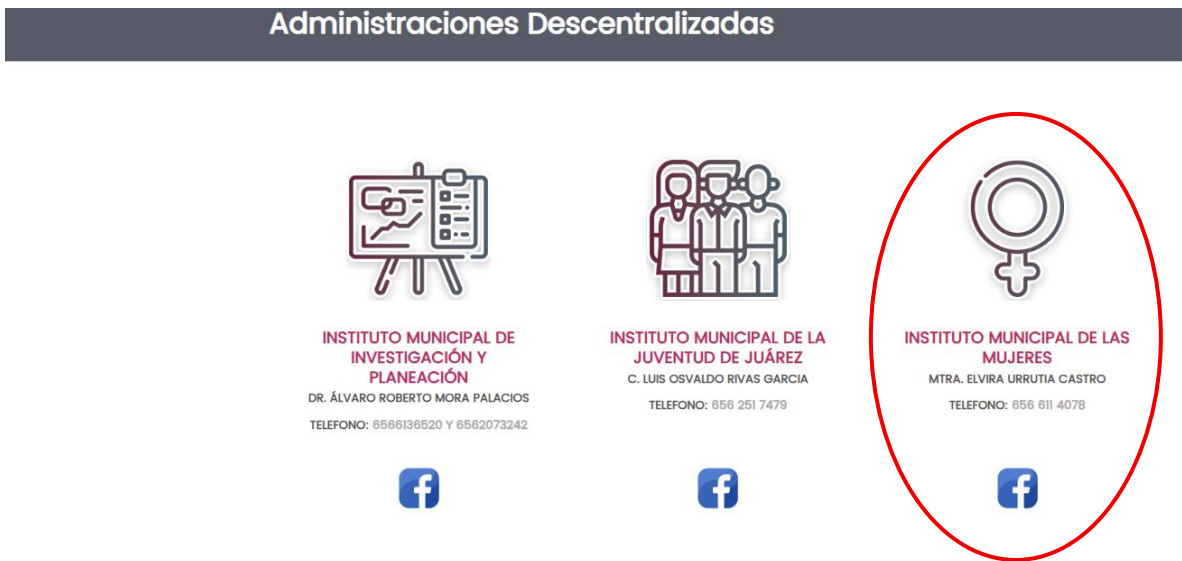 Administraciones Descentralizadas
INSTITUTO MUNICIPAL DE
INVESTIGACIÓN Y
PLANEACIÓN
DR. ÁLVARO ROBERTO MORA PALACIOS
TELEFONO: 6566136520 Y 6562073242
INSTITUTO MUNICIPAL DE LA
JUVENTUD DE JUÁREZ
C. LUIS OSVALDO RIVAS GARCIA
TELEFONO: 656 251 7479
INSTITUTO MUNICIPAL DE LAS
MUJERES
MTRA. ELVIRA URRUTIA CASTRO
TELEFONO: 656 611 4078